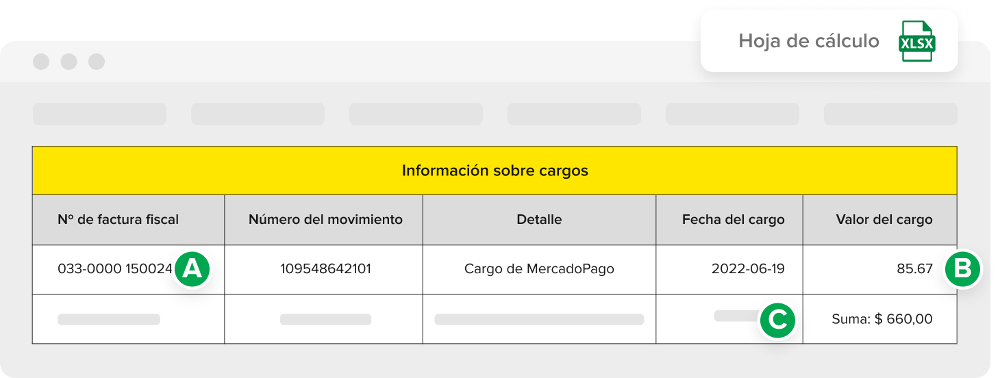 Hoja de cálculo
XLSX
Información sobre cargos
Nº de factura fiscal Número del movimiento Detalle Fecha del cargo Valor del cargo
033-0000 150024 A 109548642101 Cargo de MercadoPago 2022-06-19 85.67 B
C Suma: $ 660,00